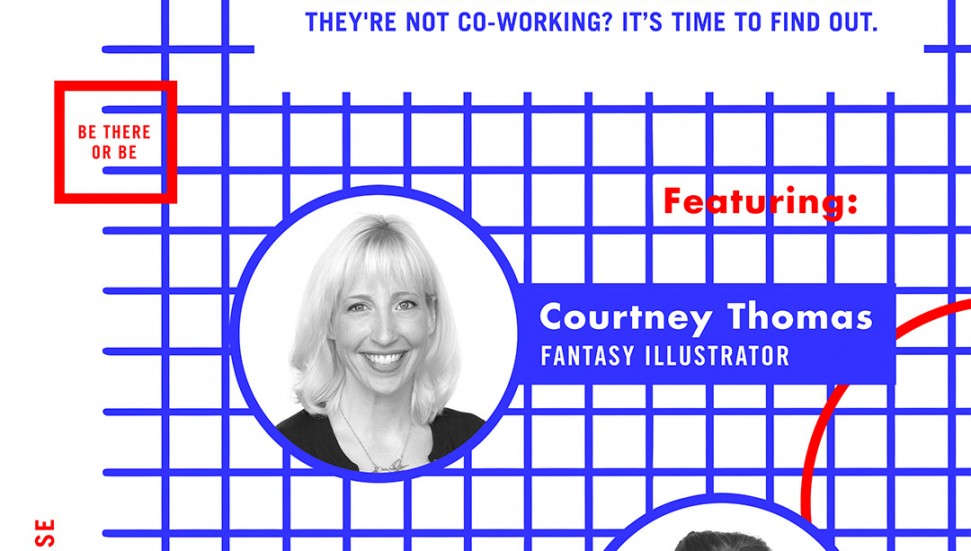 THEY'RE NOT CO-WORKING? IT’S TIME TO FIND OUT.
BE THERE
OR BE
Featuring:
Courtney Thomas
FANTASY ILLUSTRATOR
SE